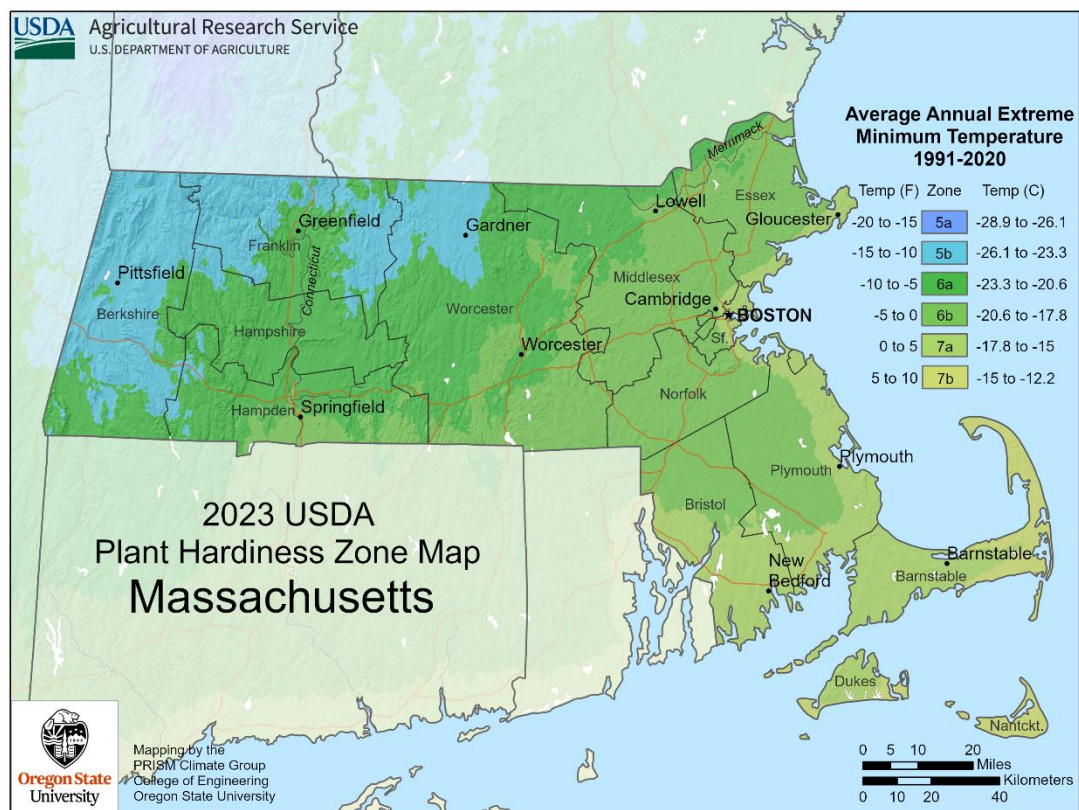 USDA
Agricultural Research Service
U.S. DEPARTMENT OF AGRICULTURE
Average Annual Extreme
Minimum Temperature
1991-2020
Temp (F) Zone Temp (C)
-20 to -15 5a -28.9 to -26.1
-15 to -10 5b -26.1 to -23.3
-10 to -5 6a -23.3 to -20.6
-5 to 0 6b -20.6 to -17.8
0 to 5 7a -17.8 to -15
5 to 10 7b -15 to -12.2
Merrimack
Essex
Lowell
Gloucester
Greenfield
Franklin
Gardner
Connecticut
Pittsfield
Berkshire
Middlesex
Cambridge
BOSTON
Sf.
Hampshire
Worcester
Worcester
Norfolk
Hampden
Springfield
Plymouth
Plymouth
Bristol
New
Bedford
Barnstable
Barnstable
Dukes
Nantckt.
2023 USDA
Plant Hardiness Zone Map
Massachusetts
Oregon State
University
Mapping by the
PRISM Climate Group
College of Engineering
Oregon State University
0 5 10 20
Miles
Kilometers
0 10 20 40